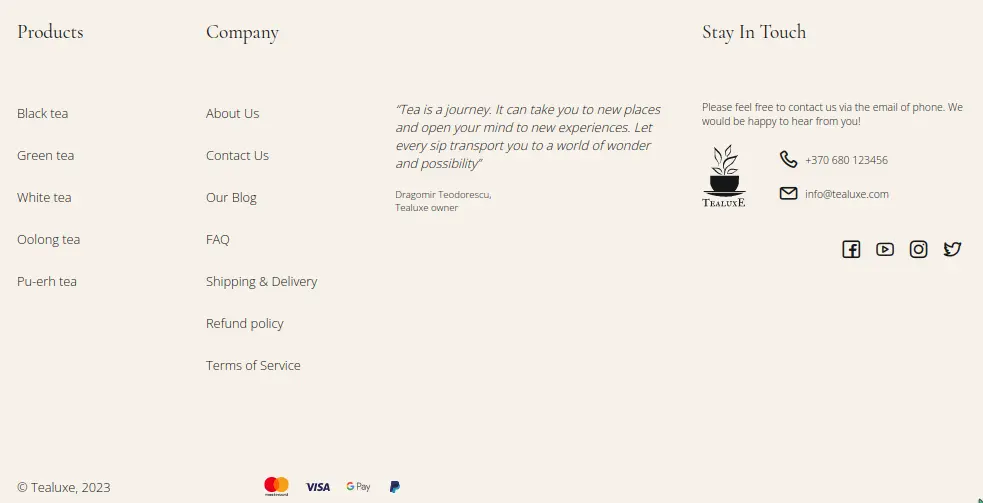 Products
Black tea
Green tea
White tea
Oolong tea
Pu-erh tea
Company
About Us
Contact Us
Our Blog
FAQ
Shipping & Delivery
Refund policy
Terms of Service
“Tea is a journey. It can take you to new places
and open your mind to new experiences. Let
every sip transport you to a world of wonder
and possibility”
Dragomir Teodorescu,
Tealuxe owner
Stay In Touch
Please feel free to contact us via the email of phone. We
would be happy to hear from you!
TEALUXE
+370 680 123456
info@tealuxe.com
© Tealuxe, 2023
mastercard
VISA
G Pay